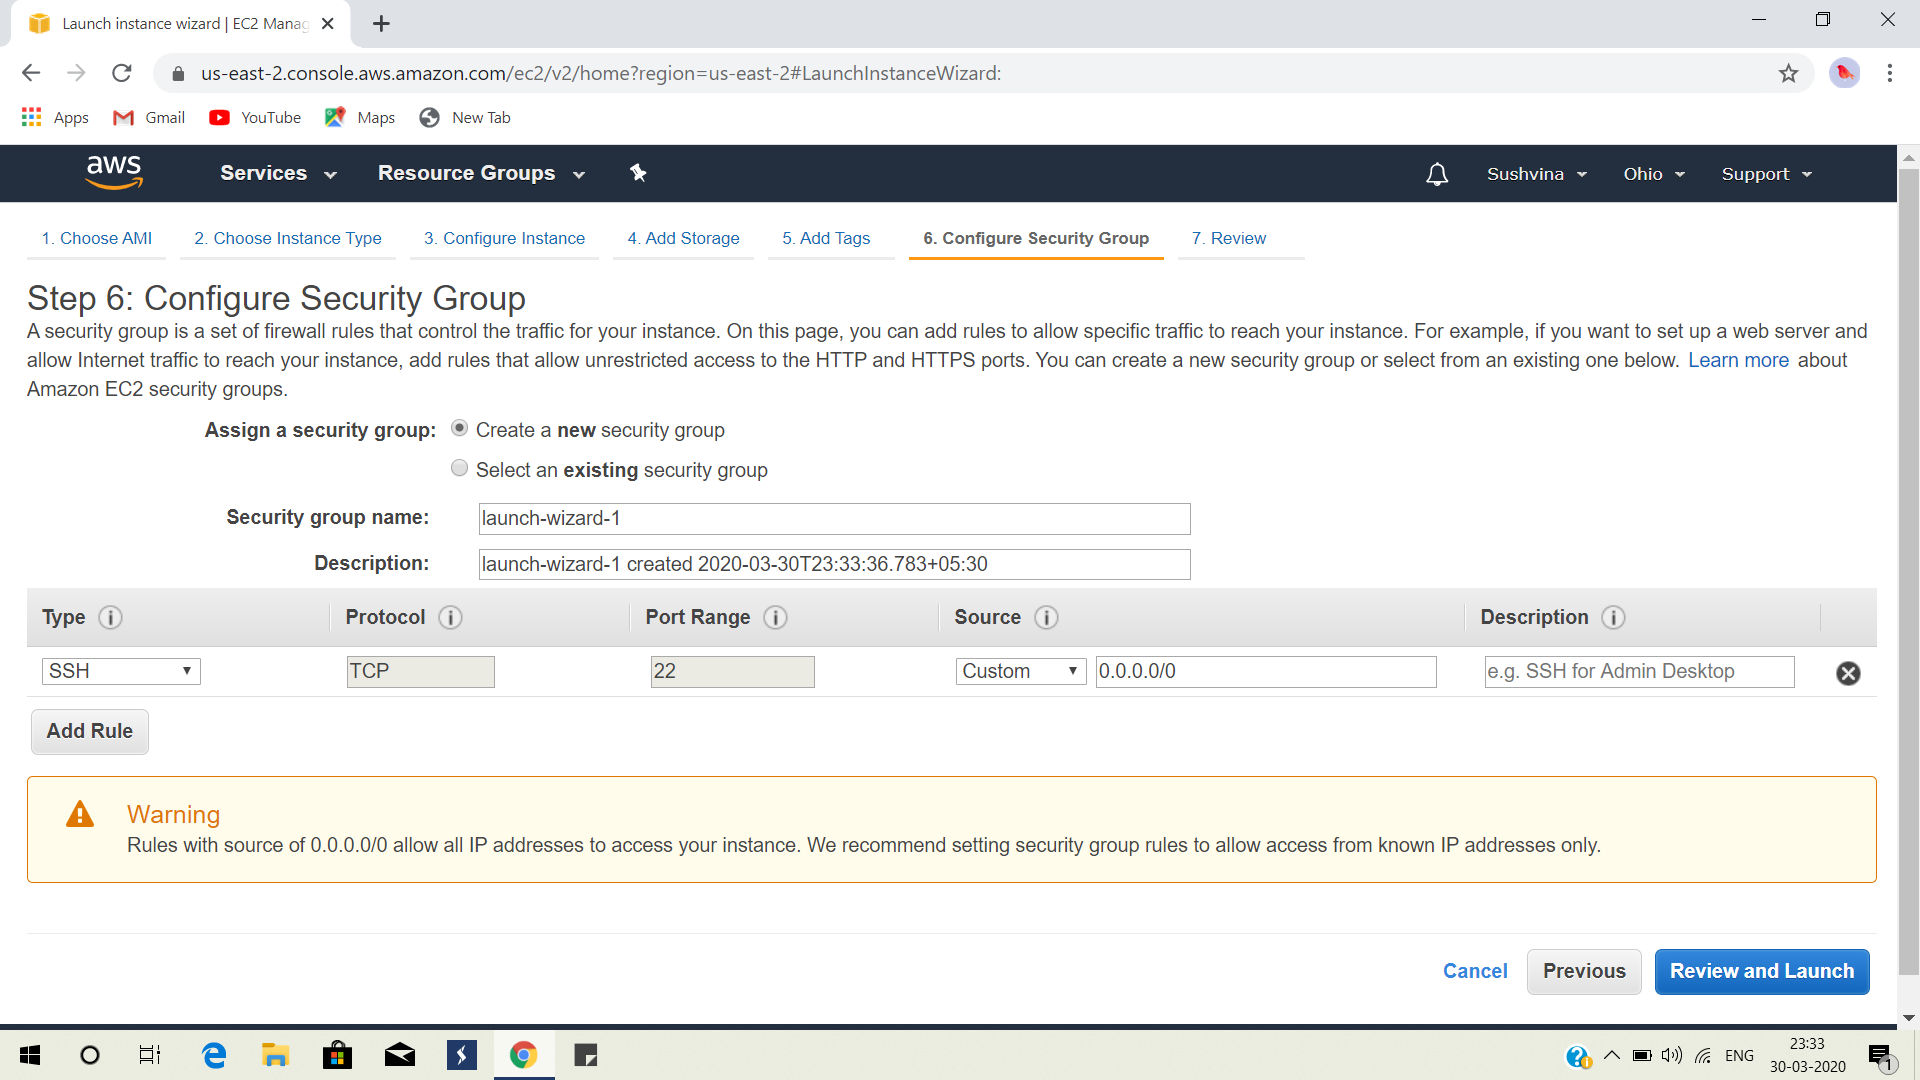 Launch instance wizard | EC2 Manag
us-east-2.console.aws.amazon.com/ec2/v2/home?region=us-east-2#LaunchInstanceWizard:
Apps Gmail YouTube Maps New Tab
aws Services Resource Groups Sushvina Ohio Support
1. Choose AMI 2. Choose Instance Type 3. Configure Instance 4. Add Storage 5. Add Tags 6. Configure Security Group 7. Review
Step 6: Configure Security Group
A security group is a set of firewall rules that control the traffic for your instance. On this page, you can add rules to allow specific traffic to reach your instance. For example, if you want to set up a web server and
allow Internet traffic to reach your instance, add rules that allow unrestricted access to the HTTP and HTTPS ports. You can create a new security group or select from an existing one below. Learn more about
Amazon EC2 security groups.
Assign a security group: Create a new security group
Select an existing security group
Security group name: launch-wizard-1
Description: launch-wizard-1 created 2020-03-30T23:33:36.783+05:30
Type Protocol Port Range Source Description
SSH TCP 22 Custom 0.0.0.0/0 e.g. SSH for Admin Desktop
Add Rule
Warning
Rules with source of 0.0.0.0/0 allow all IP addresses to access your instance. We recommend setting security group rules to allow access from known IP addresses only.
Cancel Previous Review and Launch
ENG 23:33
30-03-2020 1